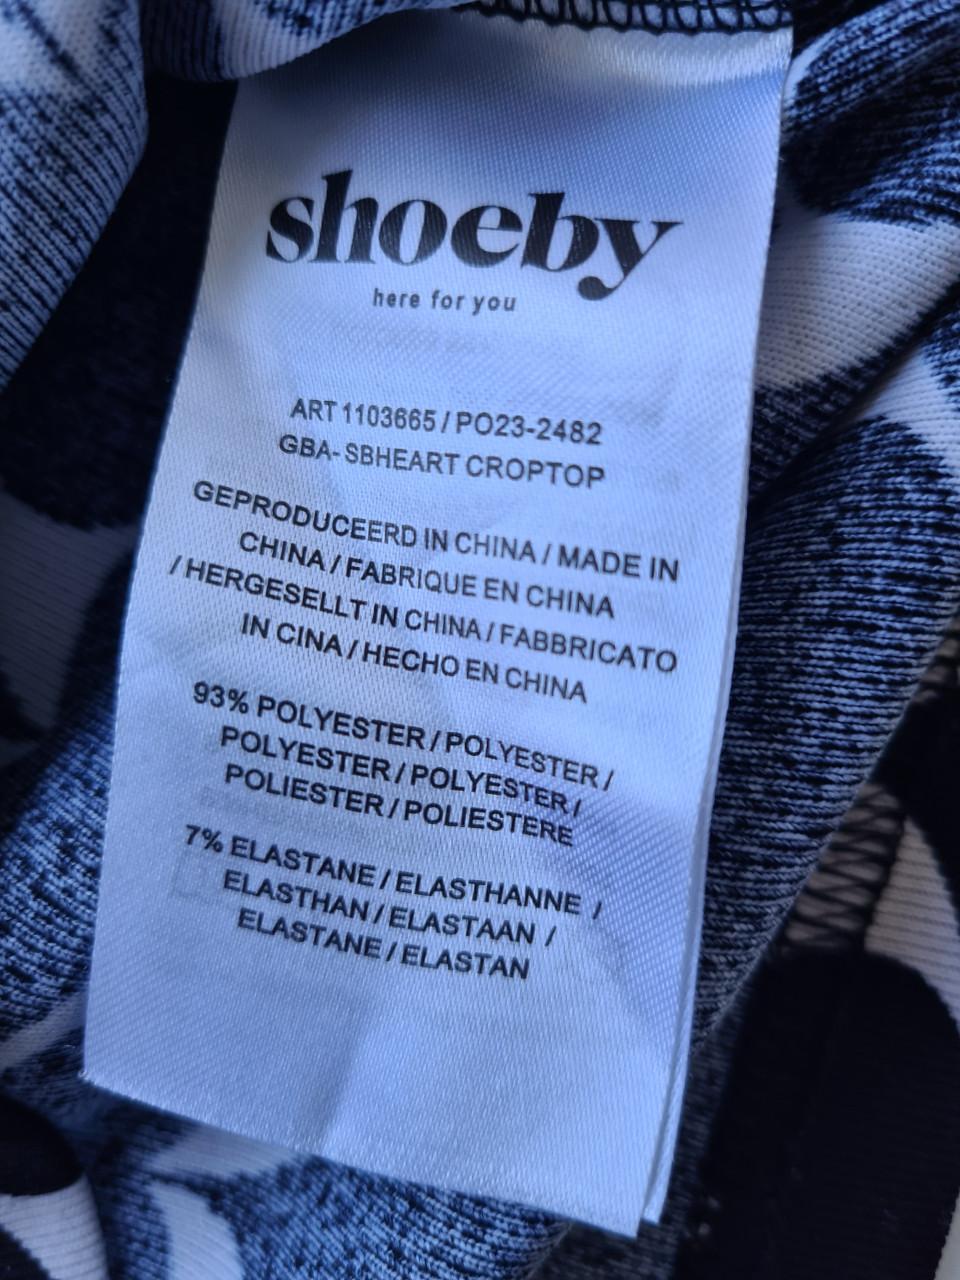 shoeby
here for you
ART 1103665 / PO23-2482
GBA- SBHEART CROPTOP
GEPRODUCEERD IN CHINA / MADE IN
CHINA / FABRIQUE EN CHINA
/ HERGESELLT IN CHINA / FABBRICATO
IN CINA / HECHO EN CHINA
93% POLYESTER / POLYESTER /
POLYESTER / POLYESTER /
POLIESTER / POLIESTERE
7% ELASTANE / ELASTHANNE /
ELASTHAN / ELASTAAN /
ELASTANE / ELASTAN